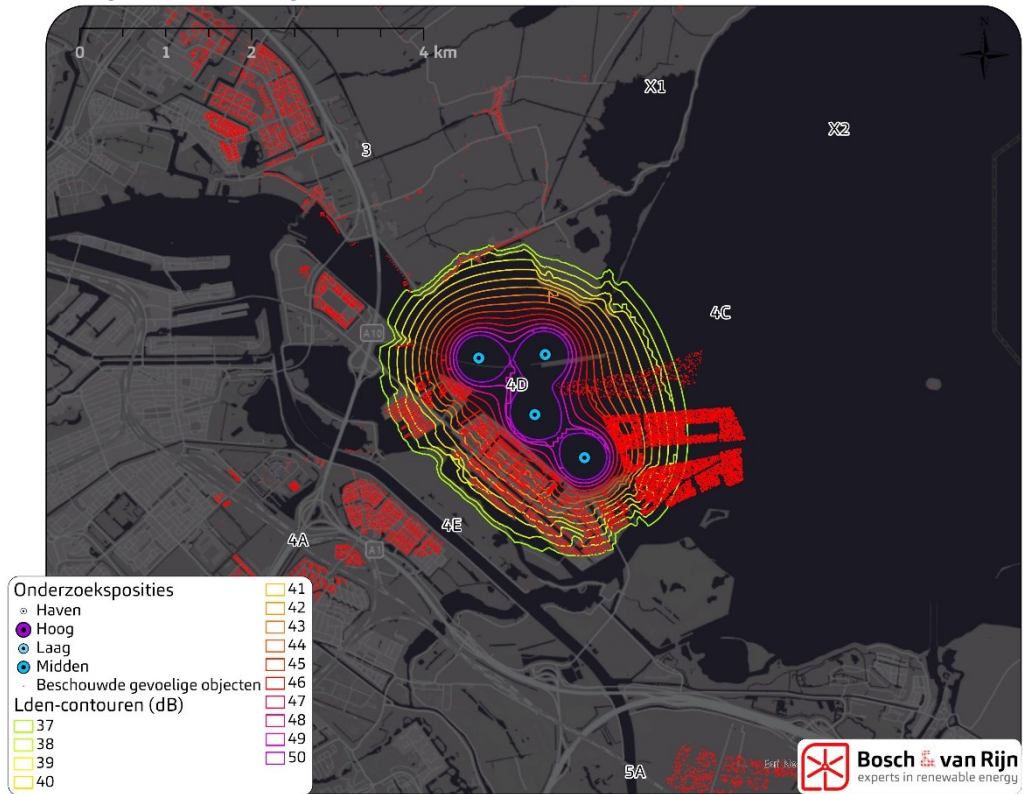 0 1 2 4 km
N
X1
X2
3
4C
A10
4D
4E
4A
A1
5A
Onderzoeksposities
Haven
Hoog
Laag
Midden
Beschouwde gevoelige objecten
Lden-contouren (dB)
37
38
39
40
41
42
43
44
45
46
47
48
49
50
Bosch & van Rijn
experts in renewable energy